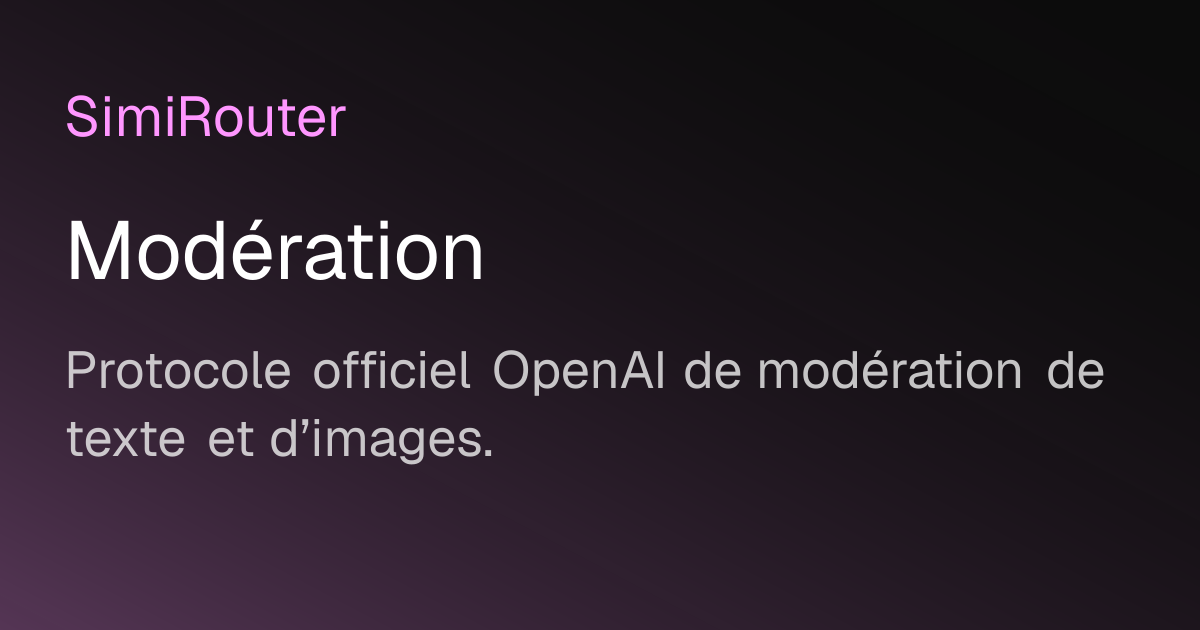 SimiRouter
Modération
Protocole officiel OpenAI de modération de
texte et d’images.